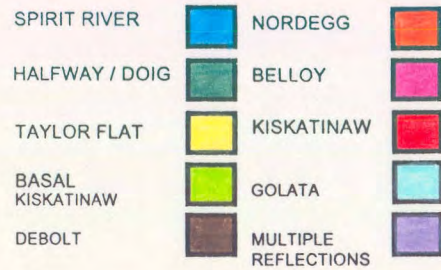 SPIRIT RIVER
HALFWAY / DOIG
TAYLOR FLAT
BASAL
KISKATINAW
DEBOLT
NORDEGG
BELLOY
KISKATINAW
GOLATA
MULTIPLE
REFLECTIONS